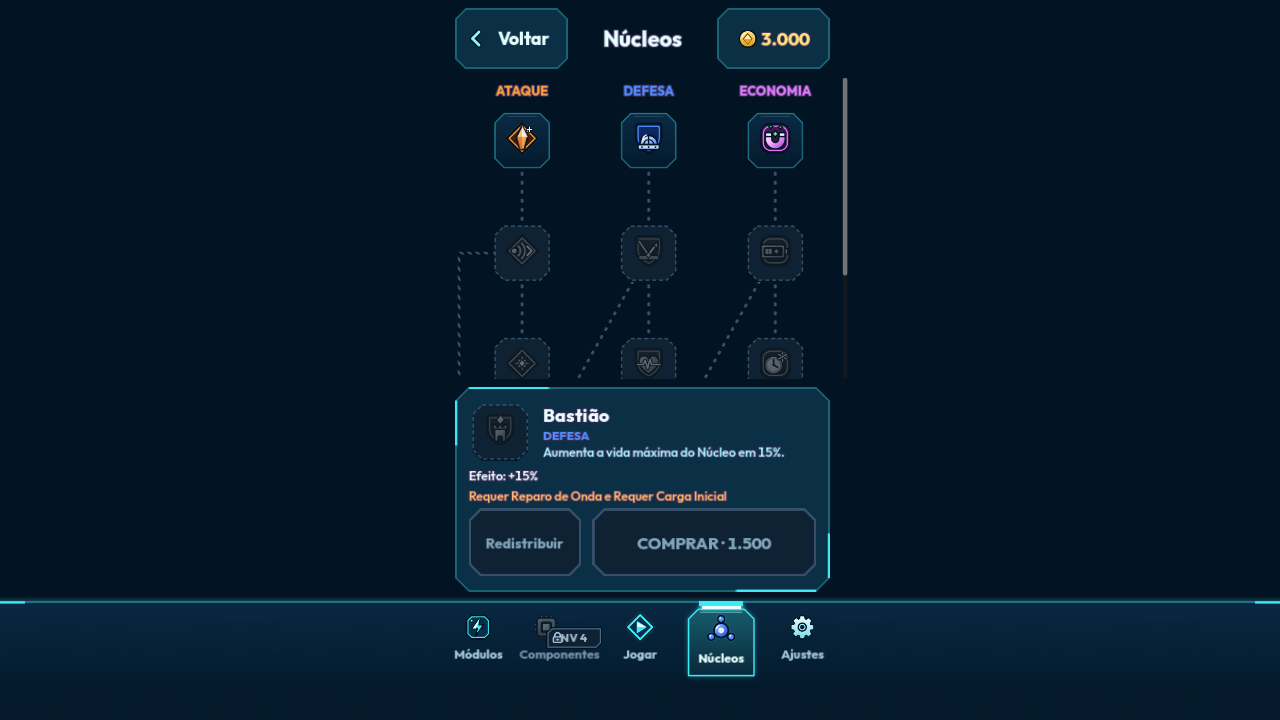 Voltar
Núcleos
3.000
ATAQUE
DEFESA
ECONOMIA
Bastião
DEFESA
Aumenta a vida máxima do Núcleo em 15%.
Efeito: +15%
Requer Reparo de Onda e Requer Carga Inicial
Redistribuir
COMPRAR · 1.500
NV 4
Módulos
Componentes
Jogar
Núcleos
Ajustes